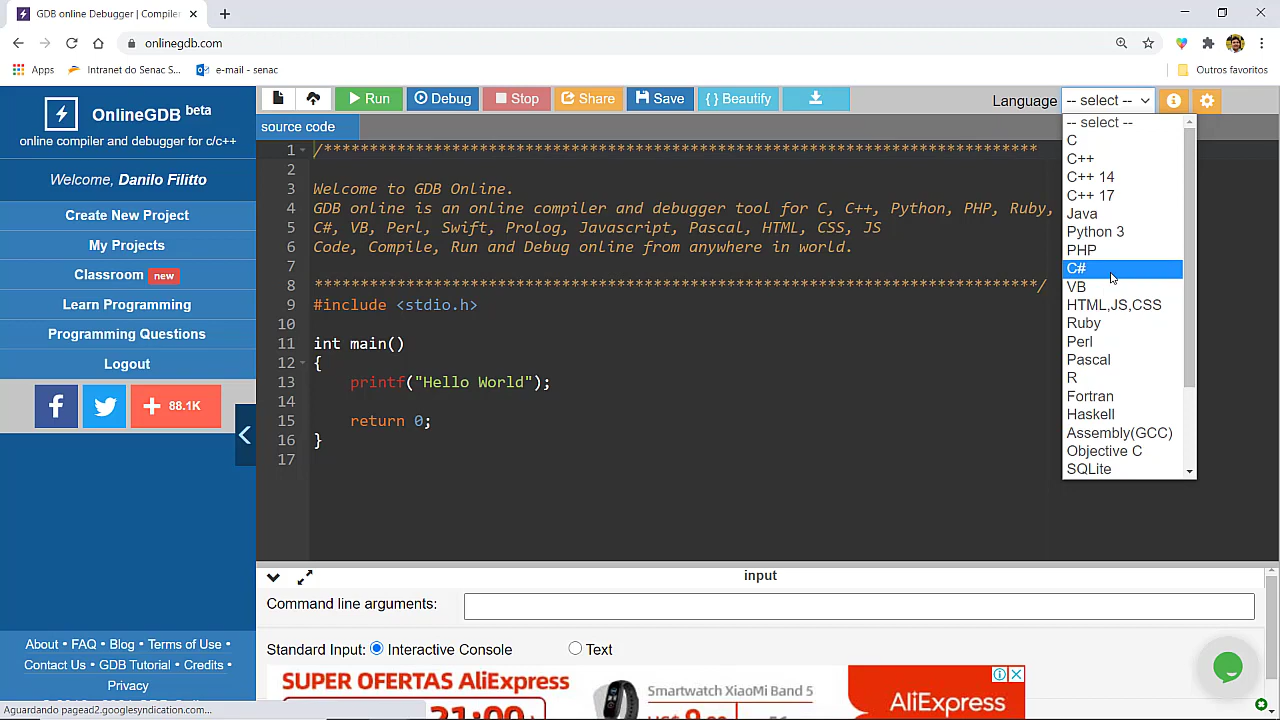 GDB online Debugger | Compiler
onlinegdb.com
Apps
Intranet do Senac S...
e-mail - senac
Outros favoritos
OnlineGDB beta
online compiler and debugger for c/c++
Welcome, Danilo Filitto
Create New Project
My Projects
Classroom new
Learn Programming
Programming Questions
Logout
88.1K
About • FAQ • Blog • Terms of Use •
Contact Us • GDB Tutorial • Credits •
Privacy
Aguardando pagead2.googlesyndication.com...
Run
Debug
Stop
Share
Save
{ } Beautify
Language
-- select --
source code
1 /******************************************************************************
2
3 Welcome to GDB Online.
4 GDB online is an online compiler and debugger tool for C, C++, Python, PHP, Ruby,
5 C#, VB, Perl, Swift, Prolog, Javascript, Pascal, HTML, CSS, JS
6 Code, Compile, Run and Debug online from anywhere in world.
7
8 *******************************************************************************/
9 #include <stdio.h>
10
11 int main()
12 {
13 printf("Hello World");
14
15 return 0;
16 }
17
-- select --
C
C++
C++ 14
C++ 17
Java
Python 3
PHP
C#
VB
HTML,JS,CSS
Ruby
Perl
Pascal
R
Fortran
Haskell
Assembly(GCC)
Objective C
SQLite
input
Command line arguments:
Standard Input: Interactive Console Text
SUPER OFERTAS AliExpress
Smartwatch XiaoMi Band 5
AliExpress